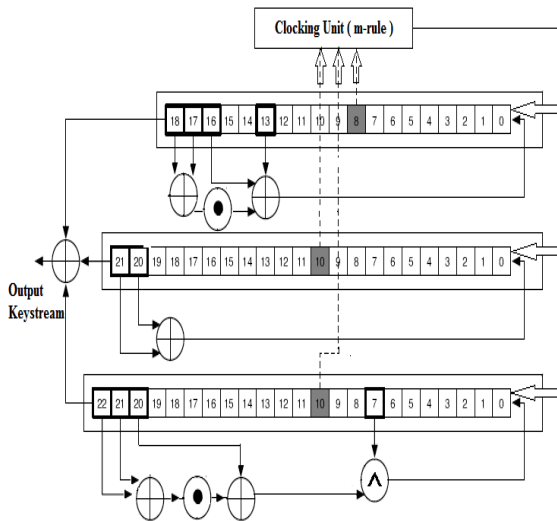 Clocking Unit ( m-rule )
18 17 16 15 14 13 12 11 10 9 8 7 6 5 4 3 2 1 0
21 20 19 18 17 16 15 14 13 12 11 10 9 8 7 6 5 4 3 2 1 0
Output
Keystream
22 21 20 19 18 17 16 15 14 13 12 11 10 9 8 7 6 5 4 3 2 1 0